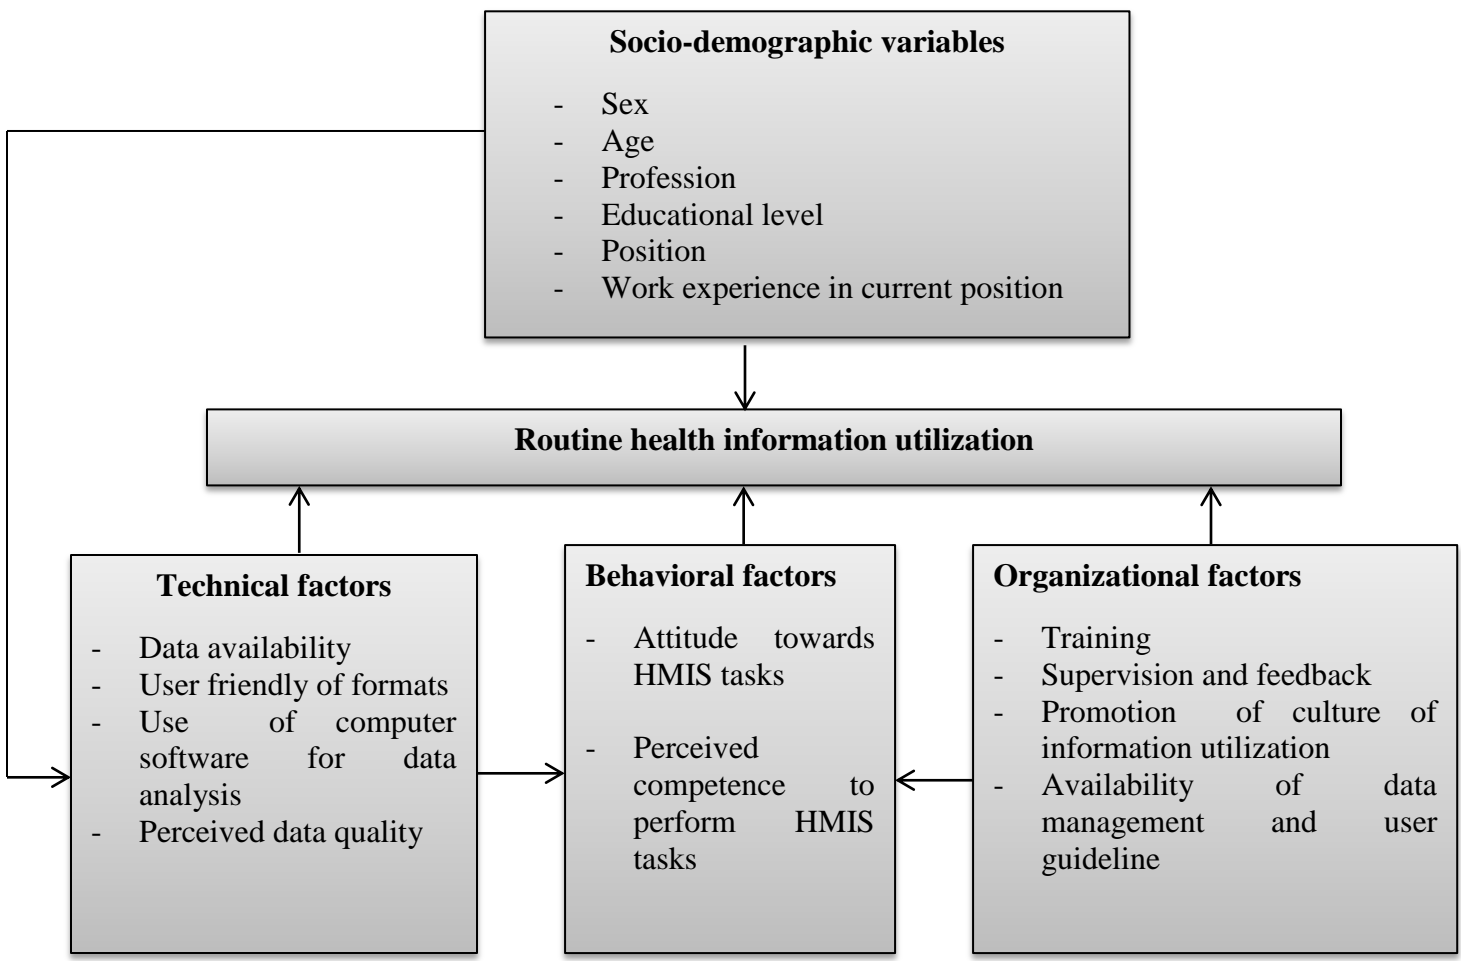 Socio-demographic variables
- Sex
- Age
- Profession
- Educational level
- Position
- Work experience in current position
Routine health information utilization
Technical factors
- Data availability
- User friendly of formats
- Use of computer
software for data
analysis
- Perceived data quality
Behavioral factors
- Attitude towards
HMIS tasks
- Perceived
competence to
perform HMIS
tasks
Organizational factors
- Training
- Supervision and feedback
- Promotion of culture of
information utilization
- Availability of data
management and user
guideline